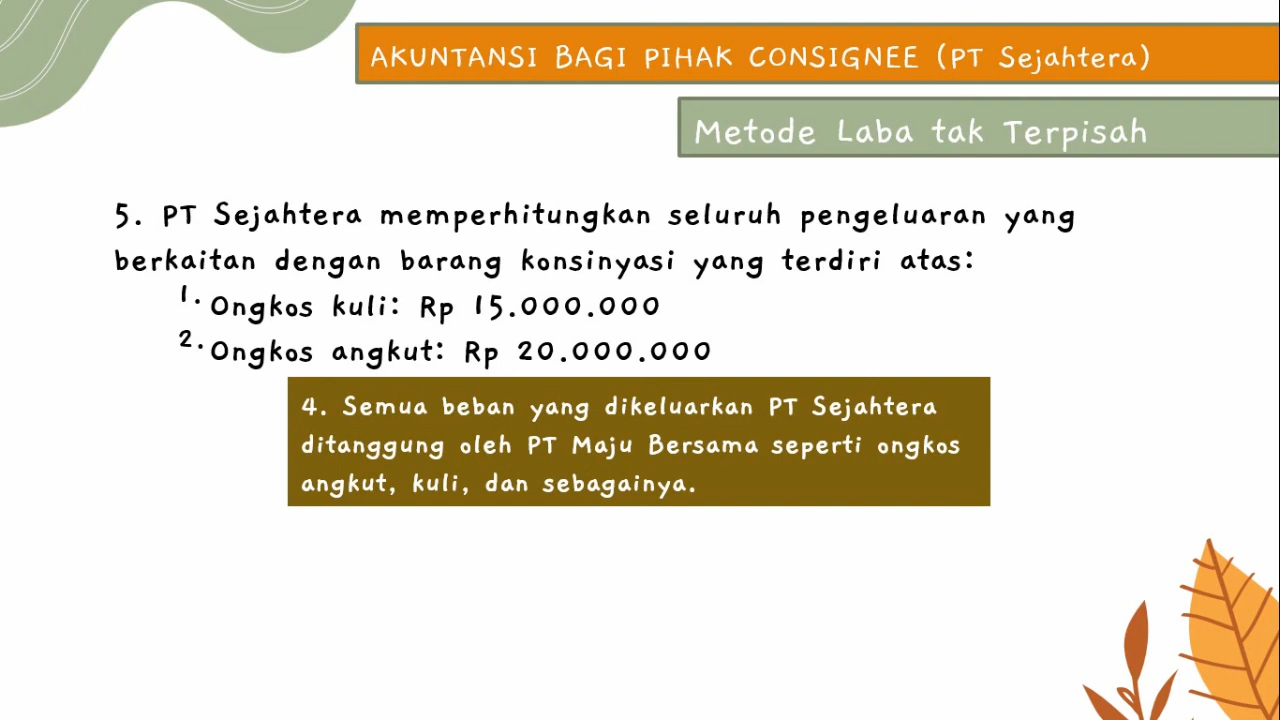 AKUNTANSI BAGI PIHAK CONSIGNEE (PT Sejahtera)
Metode Laba tak Terpisah
5. PT Sejahtera memperhitungkan seluruh pengeluaran yang
berkaitan dengan barang konsinyasi yang terdiri atas:
1. Ongkos kuli: Rp 15.000.000
2. Ongkos angkut: Rp 20.000.000
4. Semua beban yang dikeluarkan PT Sejahtera
ditanggung oleh PT Maju Bersama seperti ongkos
angkut, kuli, dan sebagainya.